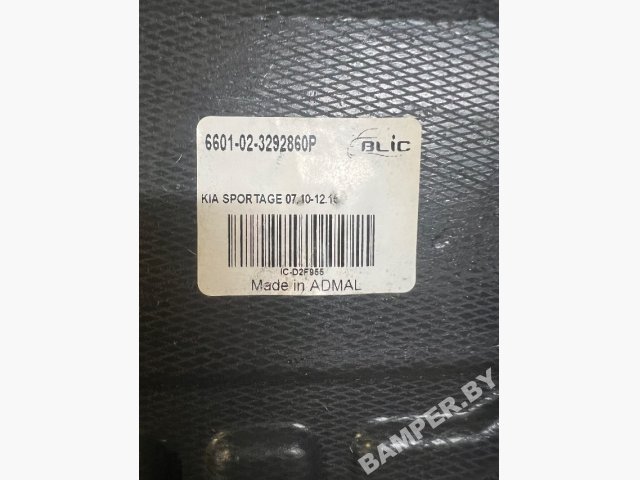 6601-02-3292860P BLIC
KIA SPORTAGE 07.10-12.15
IC-D2F955
Made in ADMAL
BAMPER.BY